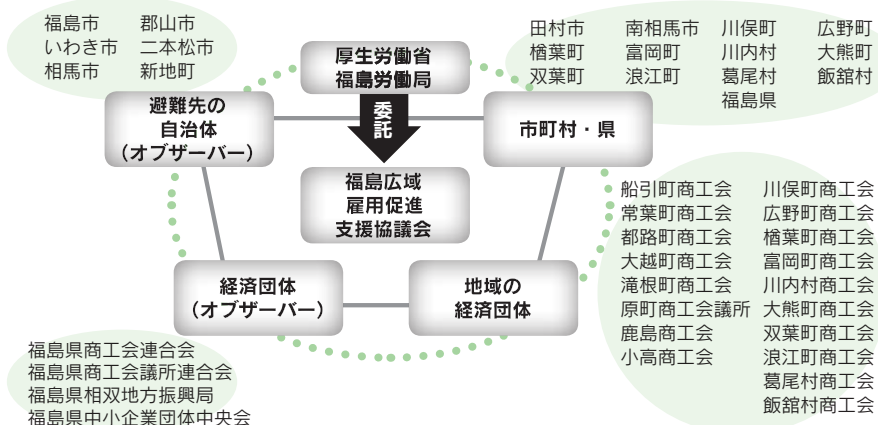 福島市 郡山市
いわき市 二本松市
相馬市 新地町
厚生労働省
福島労働局
委託
田村市 南相馬市 川俣町 広野町
楢葉町 富岡町 川内村 大熊町
双葉町 浪江町 葛尾村 飯舘村
福島県
避難先の
自治体
(オブザーバー)
市町村・県
福島広域
雇用促進
支援協議会
経済団体
(オブザーバー)
地域の
経済団体
船引町商工会 川俣町商工会
常葉町商工会 広野町商工会
都路町商工会 楢葉町商工会
大越町商工会 富岡町商工会
滝根町商工会 川内村商工会
原町商工会議所 大熊町商工会
鹿島商工会 双葉町商工会
小高商工会 浪江町商工会
葛尾村商工会
飯舘村商工会
福島県商工会連合会
福島県商工会議所連合会
福島県相双地方振興局
福島県中小企業団体中央会